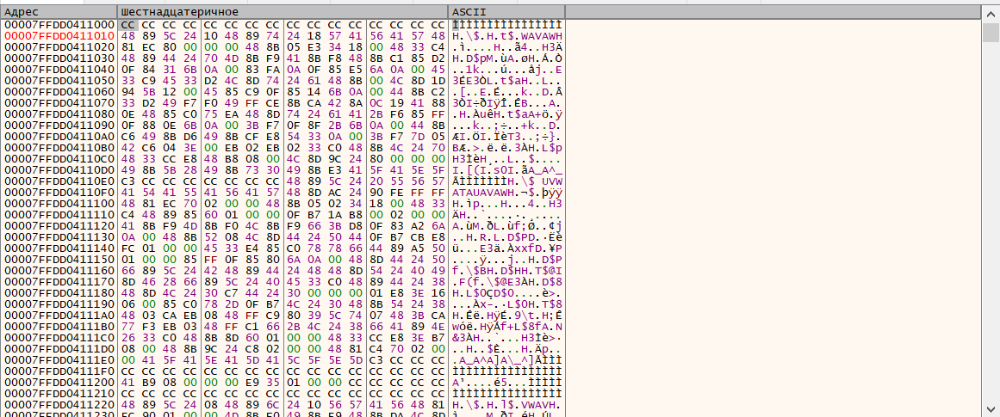 Адрес Шестнадцатеричное ASCII
00007FFDD0411000 CC CC CC CC CC CC CC CC CC CC CC CC CC CC CC CC ÌÌÌÌÌÌÌÌÌÌÌÌÌÌÌÌ
00007FFDD0411010 48 89 5C 24 10 48 89 74 24 18 57 41 56 41 57 48 H.\$.H.t$.WAVAWH
00007FFDD0411020 81 EC 80 00 00 00 48 8B 05 E3 34 18 00 48 33 C4 .ì....H..ã4..H3Ä
00007FFDD0411030 48 89 44 24 70 4D 8B F9 41 8B F8 48 8B C1 85 D2 H.D$pM.ùA.øH.Á.Ò
00007FFDD0411040 0F 84 31 6B 0A 00 83 FA 0A 0F 85 E5 6A 0A 00 45 ..1k...ú...åj..E
00007FFDD0411050 33 C9 45 33 D2 4C 8D 74 24 61 48 8B 00 4C 8D 1D 3ÉE3ÒL.t$aH..L..
00007FFDD0411060 94 5B 12 00 45 85 C9 0F 85 14 6B 0A 00 44 8B C2 .[..E.É...k..D.Â
00007FFDD0411070 33 D2 49 F7 F0 49 FF CE 8B CA 42 8A 0C 19 41 88 3ÒI÷ðIÿÎ.ÊB...A.
00007FFDD0411080 0E 48 85 C0 75 EA 48 8D 74 24 61 41 2B F6 85 FF .H.ÀuêH.t$aA+ö.ÿ
00007FFDD0411090 0F 88 0E 6B 0A 00 3B F7 0F 8F 2B 6B 0A 00 44 8B ...k..;÷..+k..D.
00007FFDD04110A0 C6 49 8B D6 49 8B CF E8 54 33 0A 00 3B F7 7D 05 ÆI.ÖI.ÏèT3..;÷}.
00007FFDD04110B0 42 C6 04 3E 00 EB 02 EB 02 33 C0 48 8B 4C 24 70 BÆ.>.ë.ë.3ÀH.L$p
00007FFDD04110C0 48 33 CC E8 48 B8 08 00 4C 8D 9C 24 80 00 00 00 H3ÌèH¸..L..$....
00007FFDD04110D0 49 8B 5B 28 49 8B 73 30 49 8B E3 41 5F 41 5E 5F I.[(I.s0I.ãA_A^_
00007FFDD04110E0 C3 CC CC CC CC CC CC CC 48 89 5C 24 20 55 56 57 ÃÌÌÌÌÌÌÌH.\$ UVW
00007FFDD04110F0 41 54 41 55 41 56 41 57 48 8D AC 24 90 FE FF FF ATAUAVAWH.¬$.þÿÿ
00007FFDD0411100 48 81 EC 70 02 00 00 48 8B 05 02 34 18 00 48 33 H.ìp...H...4..H3
00007FFDD0411110 C4 48 89 85 60 01 00 00 0F B7 1A B8 00 02 00 00 ÄH..`....·.¸....
00007FFDD0411120 41 8B F9 4D 8B F0 4C 8B F9 66 3B D8 0F 83 A2 6A A.ùM.ðL.ùf;Ø..¢j
00007FFDD0411130 0A 00 48 8B 52 08 4C 8D 44 24 50 44 0F B7 CB E8 ..H.R.L.D$PD.·Ëè
00007FFDD0411140 FC 01 00 00 45 33 E4 85 C0 78 78 66 44 89 A5 50 ü...E3ä.ÀxxfD.¥P
00007FFDD0411150 01 00 00 85 FF 0F 85 80 6A 0A 00 48 8D 44 24 50 ....ÿ...j..H.D$P
00007FFDD0411160 66 89 5C 24 42 48 89 44 24 48 48 8D 54 24 40 49 f.\$BH.D$HH.T$@I
00007FFDD0411170 8D 46 28 66 89 5C 24 40 45 33 C0 48 89 44 24 38 .F(f.\$@E3ÀH.D$8
00007FFDD0411180 48 8D 4C 24 30 C7 44 24 30 00 00 00 01 E8 3E 16 H.L$0ÇD$0....è>.
00007FFDD0411190 06 00 85 C0 78 2D 0F B7 4C 24 30 48 8B 54 24 38 ...Àx-.·L$0H.T$8
00007FFDD04111A0 48 03 CA EB 08 48 FF C9 80 39 5C 74 07 48 3B CA H.Êë.HÿÉ.9\t.H;Ê
00007FFDD04111B0 77 F3 EB 03 48 FF C1 66 2B 4C 24 38 66 41 89 4E wóë.HÿÁf+L$8fA.N
00007FFDD04111C0 26 33 C0 48 8B 8D 60 01 00 00 48 33 CC E8 3E B7 &3ÀH..`...H3Ìè>·
00007FFDD04111D0 08 00 48 8B 9C 24 C8 02 00 00 48 81 C4 70 02 00 ..H..$È...H.Äp..
00007FFDD04111E0 00 41 5F 41 5E 41 5D 41 5C 5F 5E 5D C3 CC CC CC .A_A^A]A\_^]ÃÌÌÌ
00007FFDD04111F0 CC CC CC CC CC CC CC CC CC CC CC CC CC CC CC CC ÌÌÌÌÌÌÌÌÌÌÌÌÌÌÌÌ
00007FFDD0411200 41 B9 08 00 00 00 E9 35 01 00 00 CC CC CC CC CC A¹....é5...ÌÌÌÌÌ
00007FFDD0411210 CC CC CC CC CC CC CC CC CC CC CC CC CC CC CC CC ÌÌÌÌÌÌÌÌÌÌÌÌÌÌÌÌ
00007FFDD0411220 48 89 5C 24 08 48 89 6C 24 10 56 57 41 56 48 81 H.\$.H.l$.VWAVH.